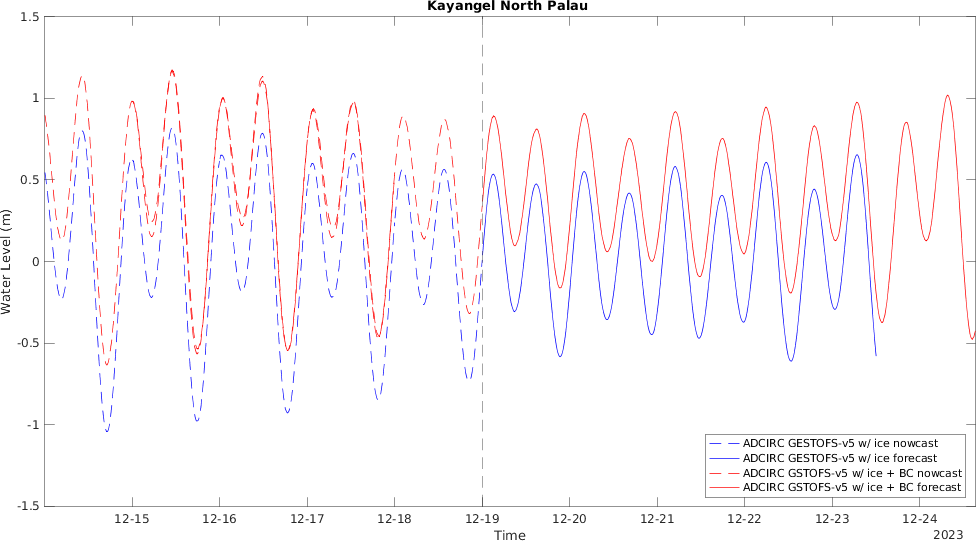 Kayangel North Palau
1.5
1
0.5
0
-0.5
-1
-1.5
Water Level (m)
12-15
12-16
12-17
12-18
12-19
12-20
12-21
12-22
12-23
12-24
Time
2023
ADCIRC GESTOFS-v5 w/ ice nowcast
ADCIRC GESTOFS-v5 w/ ice forecast
ADCIRC GSTOFS-v5 w/ ice + BC nowcast
ADCIRC GSTOFS-v5 w/ ice + BC forecast